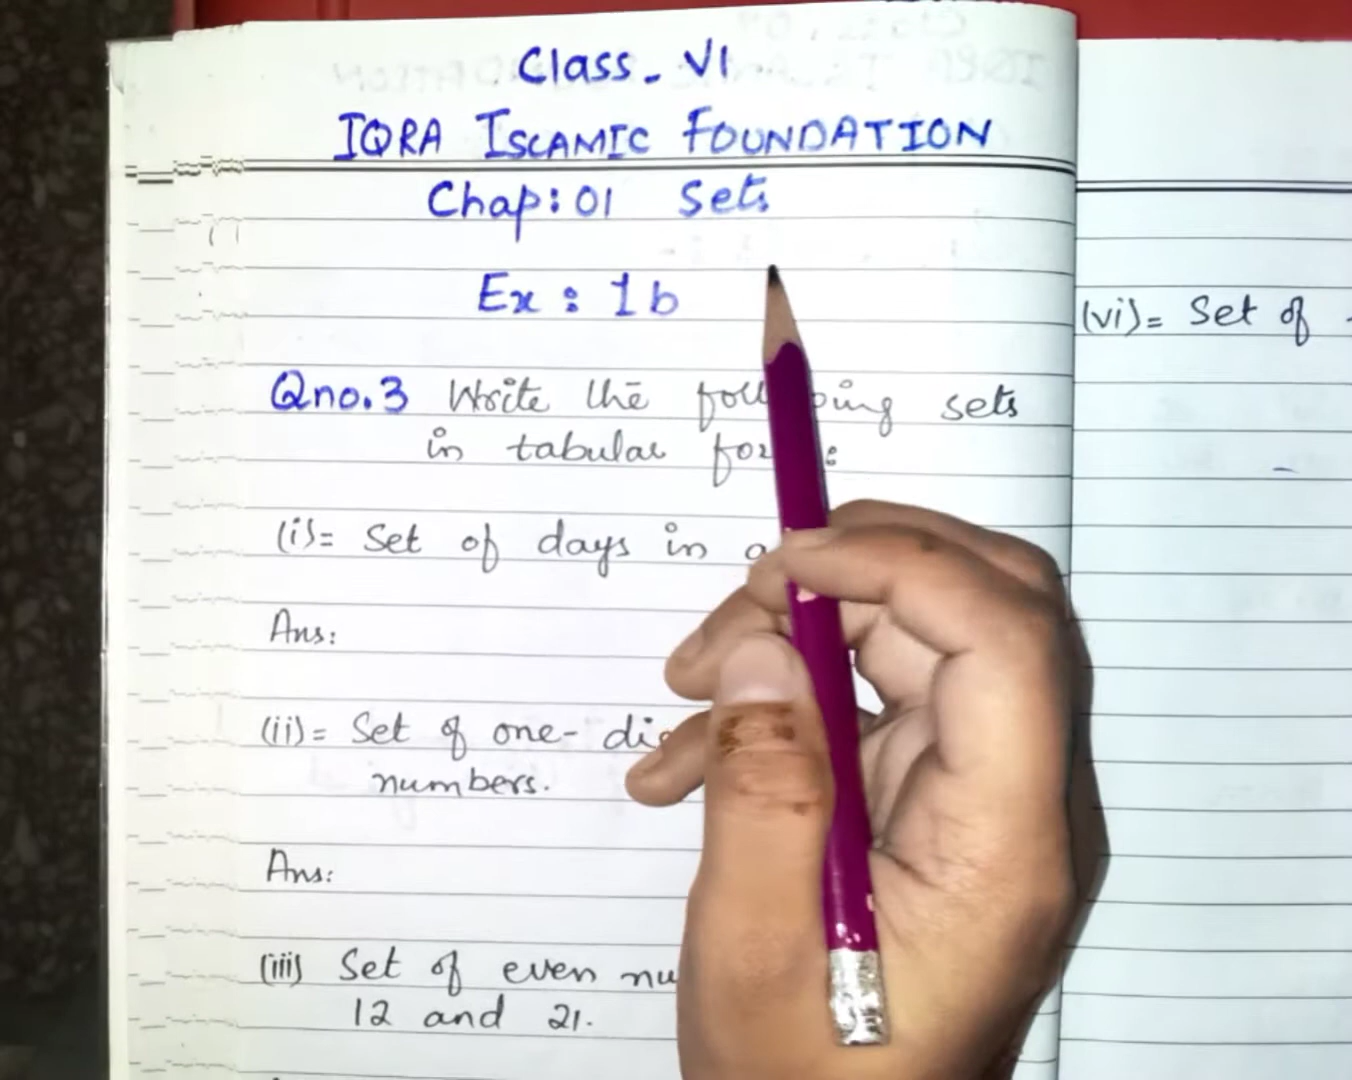 Class - VI
IQRA ISLAMIC FOUNDATION
Chap: 01 Sets
Ex : 1b
Qno.3 Write the following sets
in tabular form:
(i)= Set of days in a
Ans:
(ii)= Set of one-
numbers.
Ans:
(iii) Set of even
12 and 21.
(vi)= Set of